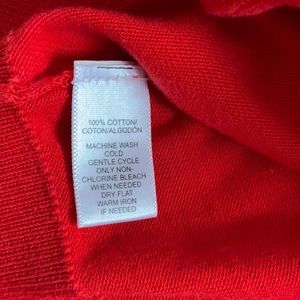 100% COTTON/
COTON/ALGODÓN
MACHINE WASH
COLD
GENTLE CYCLE
ONLY NON-
CHLORINE BLEACH
WHEN NEEDED
DRY FLAT
WARM IRON
IF NEEDED